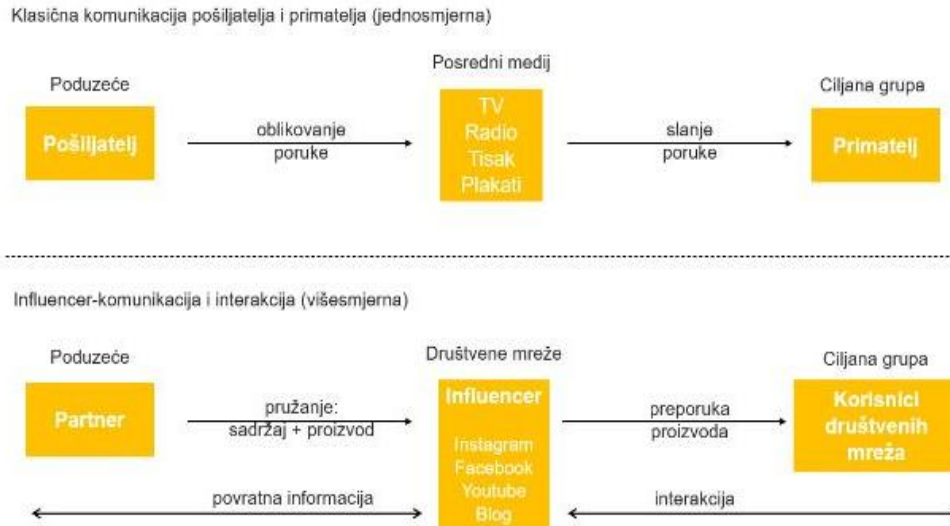 Klasična komunikacija pošiljatelja i primatelja (jednosmjerna)
Poduzeće
Pošiljatelj
oblikovanje
poruke
Posredni medij
TV
Radio
Tisak
Plakati
slanje
poruke
Ciljana grupa
Primatelj
Influencer-komunikacija i interakcija (višesmjerna)
Poduzeće
Partner
pružanje:
sadržaj + proizvod
Društvene mreže
Influencer
Instagram
Facebook
Youtube
Blog
preporuka
proizvoda
Ciljana grupa
Korisnici
društvenih
mreža
povratna informacija
interakcija